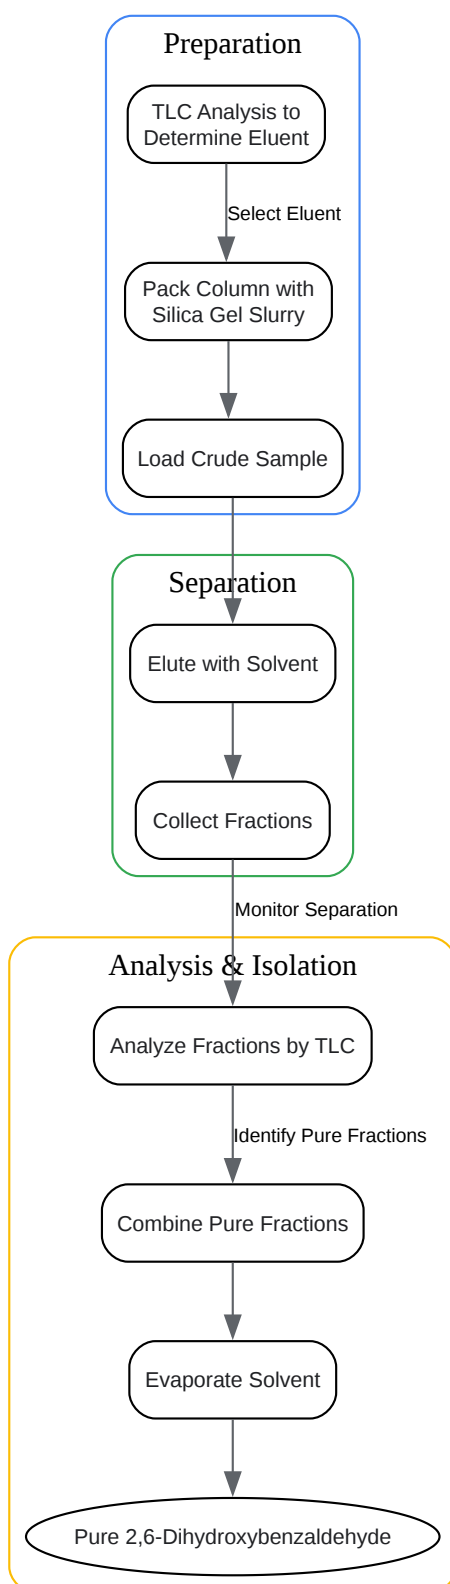 Preparation
TLC Analysis to
Determine Eluent
Select Eluent
Pack Column with
Silica Gel Slurry
Load Crude Sample
Separation
Elute with Solvent
Collect Fractions
Monitor Separation
Analysis & Isolation
Analyze Fractions by TLC
Identify Pure Fractions
Combine Pure Fractions
Evaporate Solvent
Pure 2,6-Dihydroxybenzaldehyde